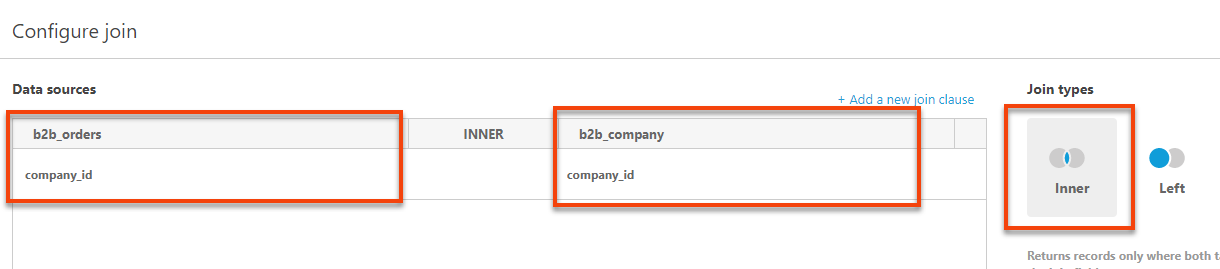 Configure join
Data sources
+ Add a new join clause
Join types
b2b_orders
INNER
b2b_company
company_id
company_id
Inner
Left
Returns records only where both